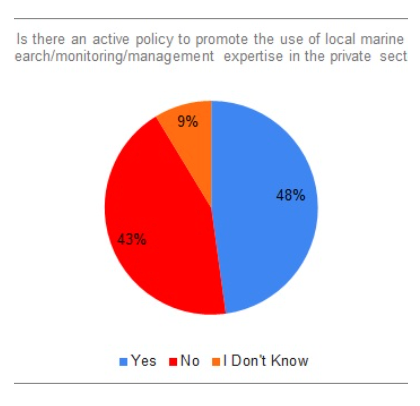 Is there an active policy to promote the use of local marine
earch/monitoring/management expertise in the private sect
9%
48%
43%
Yes No I Don't Know